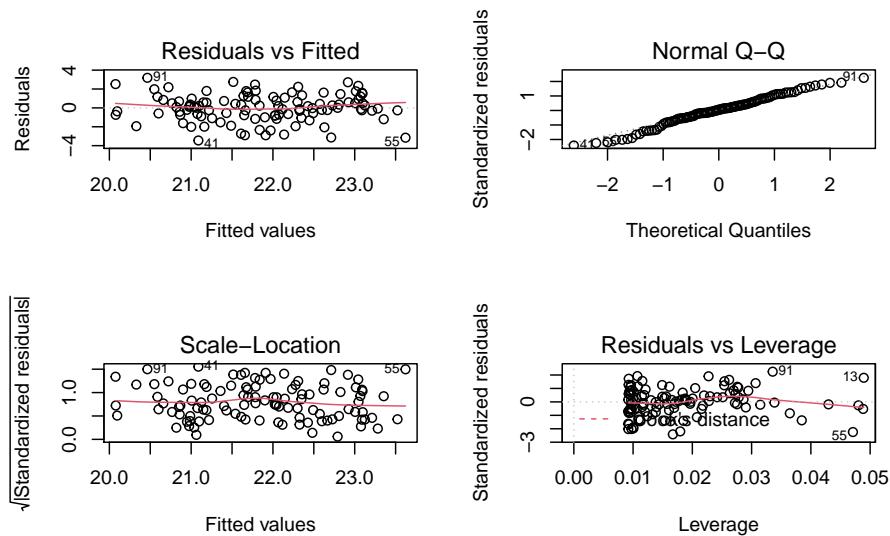 Residuals vs Fitted
Residuals
4
0
−4
91
41
55
20.0 21.0 22.0 23.0
Fitted values
Normal Q−Q
Standardized residuals
1
−2
91
41
−2 −1 0 1 2
Theoretical Quantiles
Scale−Location
√|Standardized residuals|
1.0
0.0
91
41
55
20.0 21.0 22.0 23.0
Fitted values
Residuals vs Leverage
Standardized residuals
0
−3
91
13
55
Cook's distance
0.00 0.01 0.02 0.03 0.04 0.05
Leverage